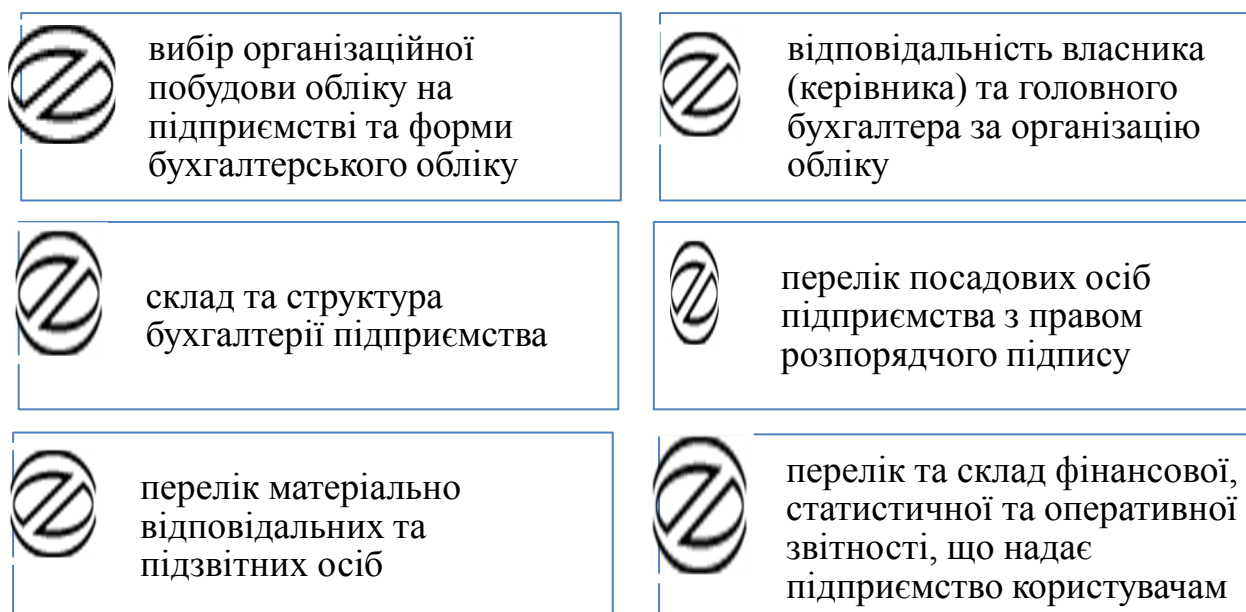 вибір організаційної
побудови обліку на
підприємстві та форми
бухгалтерського обліку
відповідальність власника
(керівника) та головного
бухгалтера за організацію
обліку
склад та структура
бухгалтерії підприємства
перелік посадових осіб
підприємства з правом
розпорядчого підпису
перелік матеріально
відповідальних та
підзвітних осіб
перелік та склад фінансової,
статистичної та оперативної
звітності, що надає
підприємство користувачам